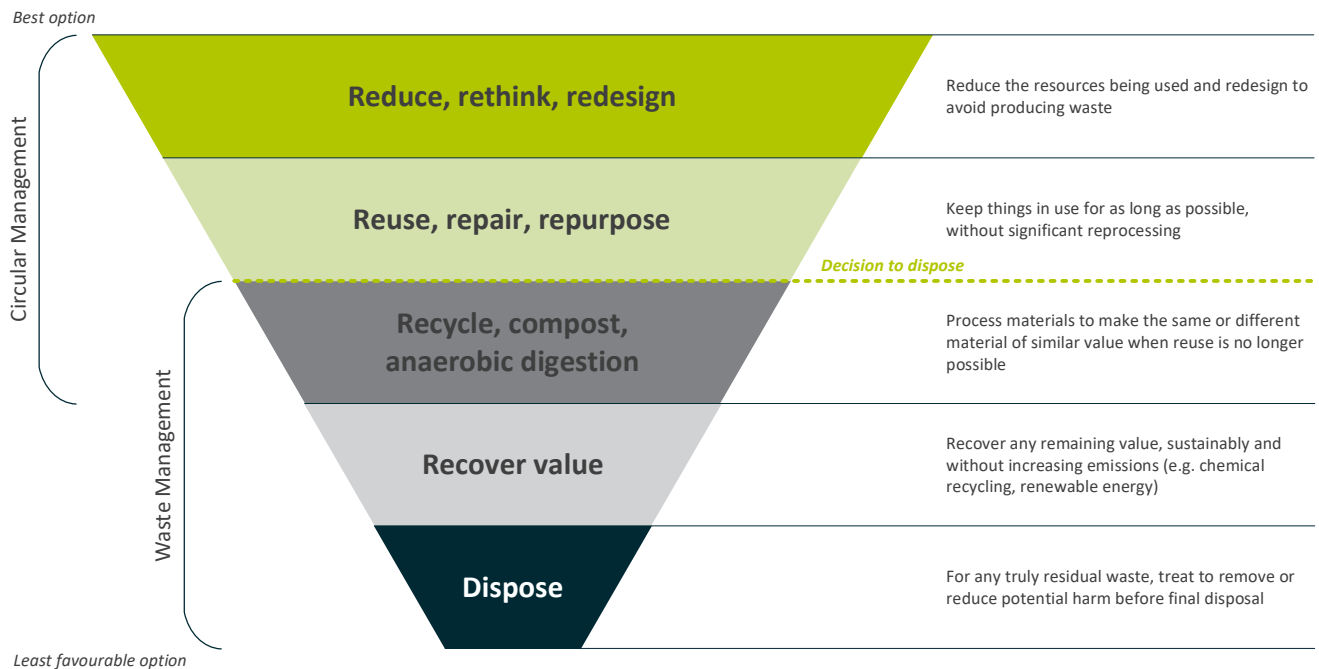 Best option
Circular Management
Waste Management
Reduce, rethink, redesign
Reduce the resources being used and redesign to
avoid producing waste
Reuse, repair, repurpose
Keep things in use for as long as possible,
without significant reprocessing
Decision to dispose
Recycle, compost,
anaerobic digestion
Process materials to make the same or different
material of similar value when reuse is no longer
possible
Recover value
Recover any remaining value, sustainably and
without increasing emissions (e.g. chemical
recycling, renewable energy)
Dispose
For any truly residual waste, treat to remove or
reduce potential harm before final disposal
Least favourable option